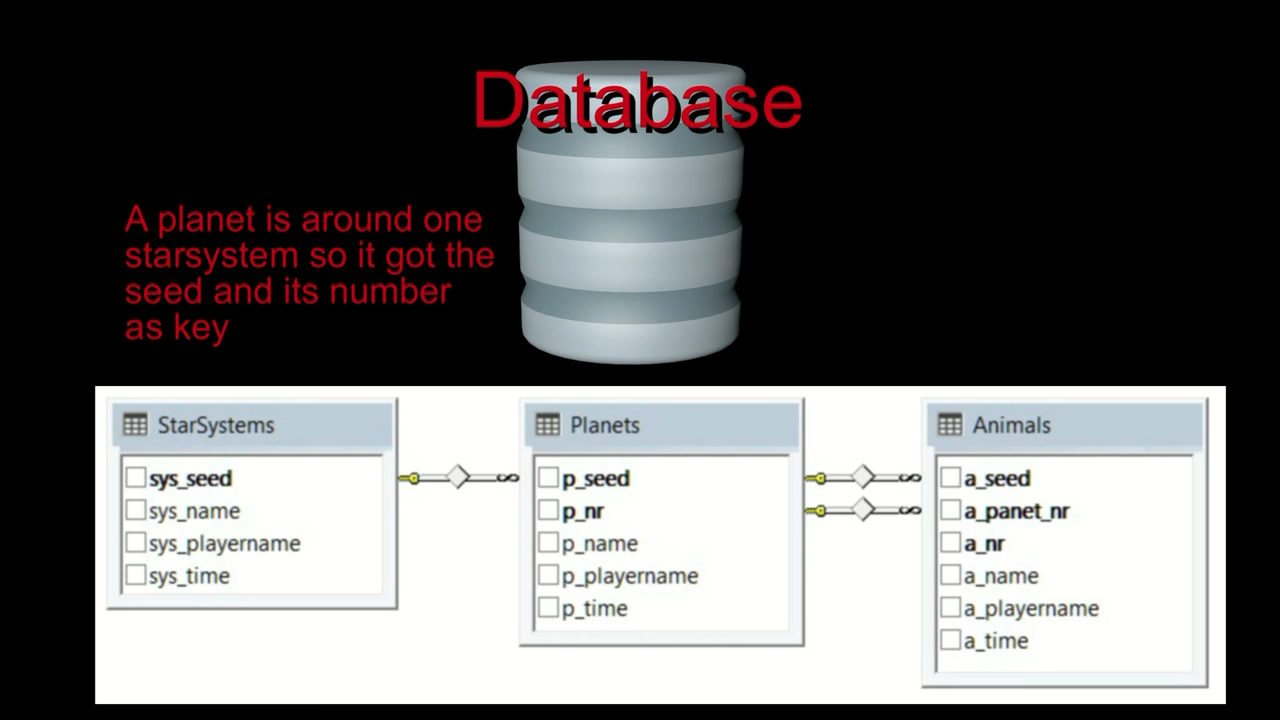 Database
A planet is around one
starsystem so it got the
seed and its number
as key
StarSystems
sys_seed
sys_name
sys_playername
sys_time
Planets
p_seed
p_nr
p_name
p_playername
p_time
Animals
a_seed
a_panet_nr
a_nr
a_name
a_playername
a_time